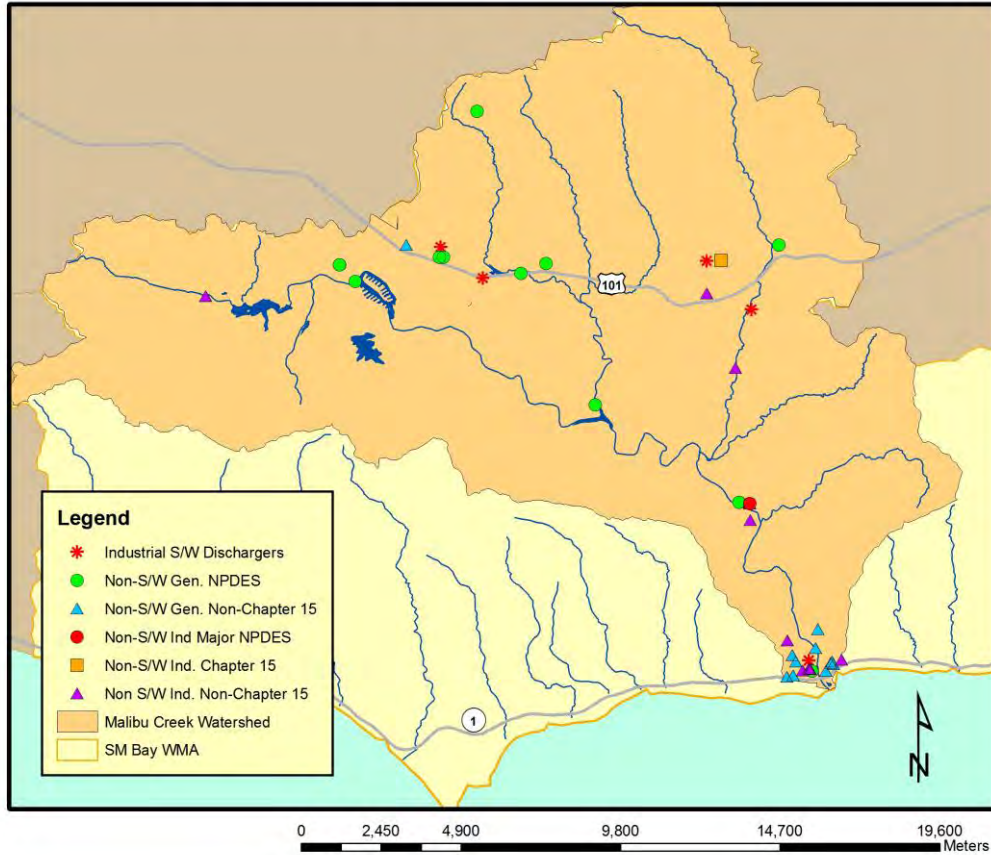 101
1
Legend
Industrial S/W Dischargers
Non-S/W Gen. NPDES
Non-S/W Gen. Non-Chapter 15
Non-S/W Ind Major NPDES
Non-S/W Ind. Chapter 15
Non S/W Ind. Non-Chapter 15
Malibu Creek Watershed
SM Bay WMA
N
0 2,450 4,900 9,800 14,700 19,600
Meters